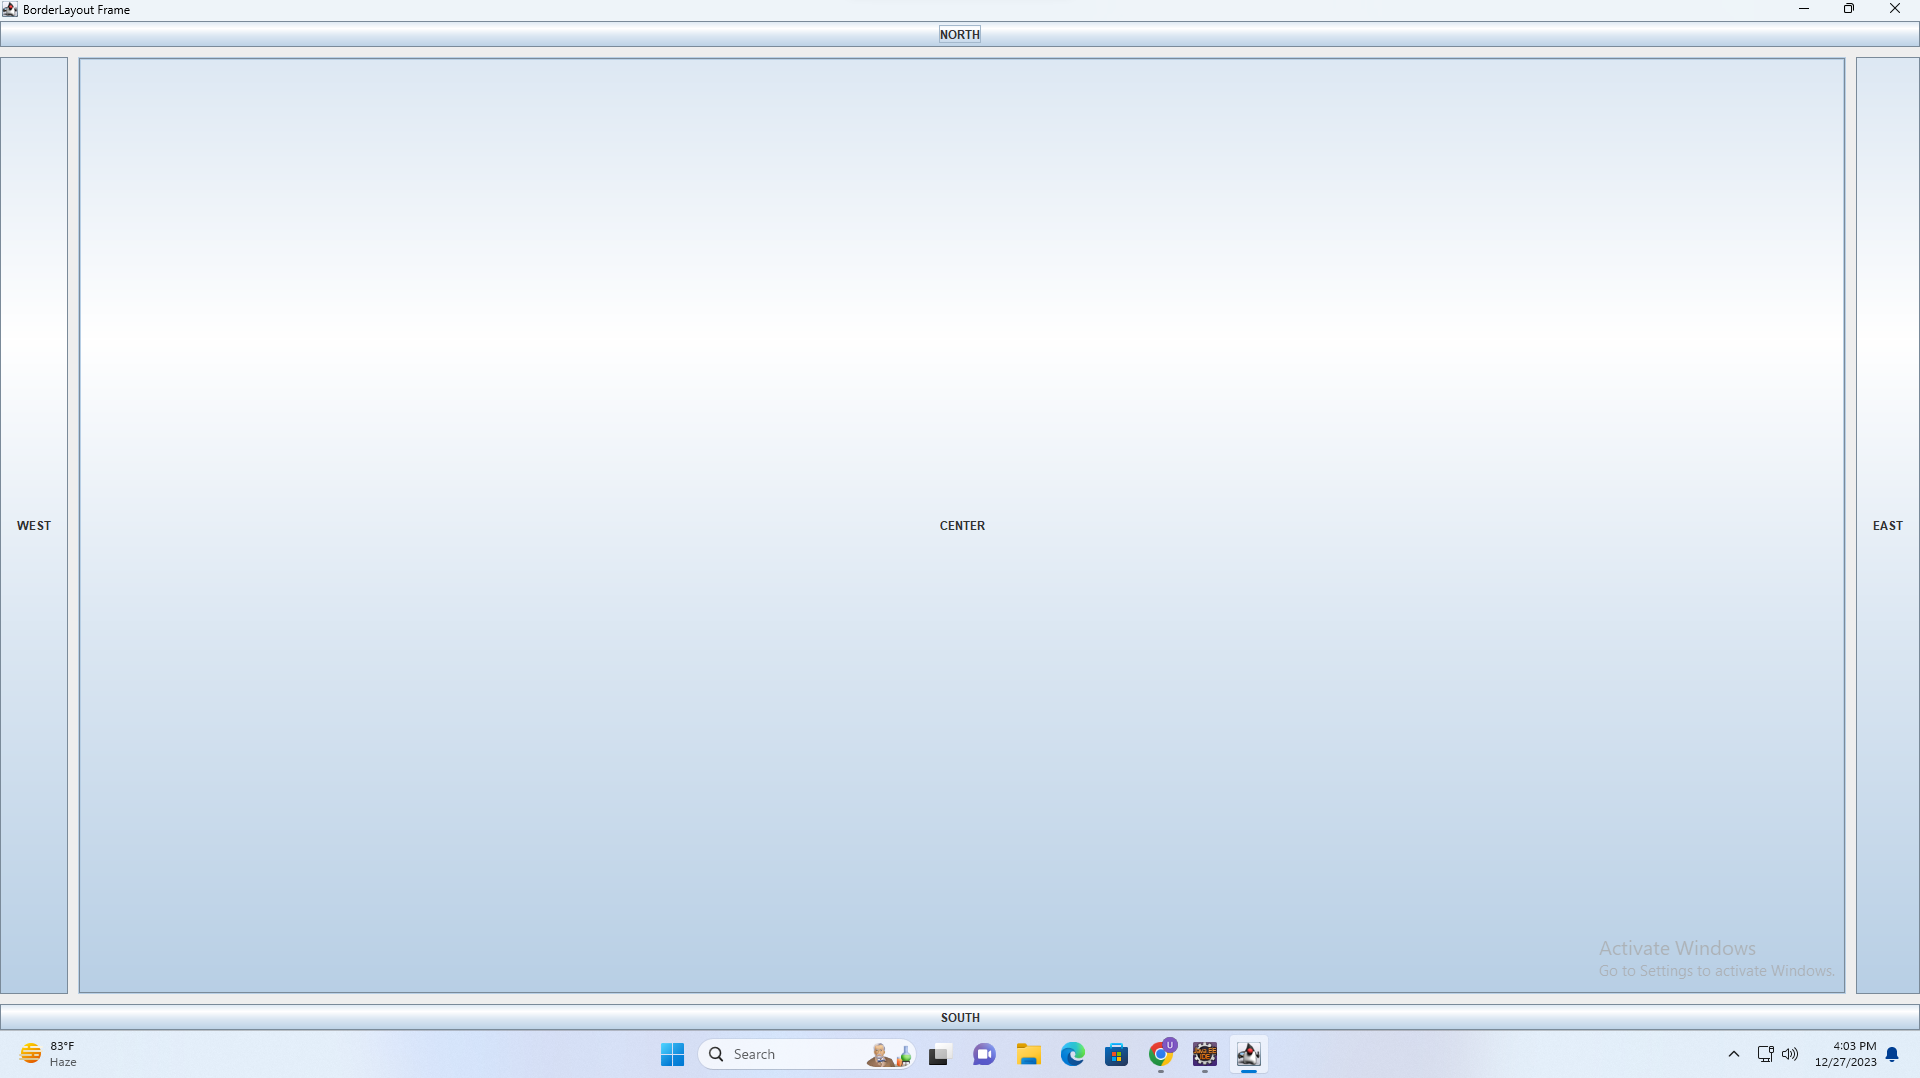 BorderLayout Frame
NORTH
WEST
CENTER
EAST
Activate Windows
Go to Settings to activate Windows.
SOUTH
83°F
Haze
Search
U
4:03 PM
12/27/2023